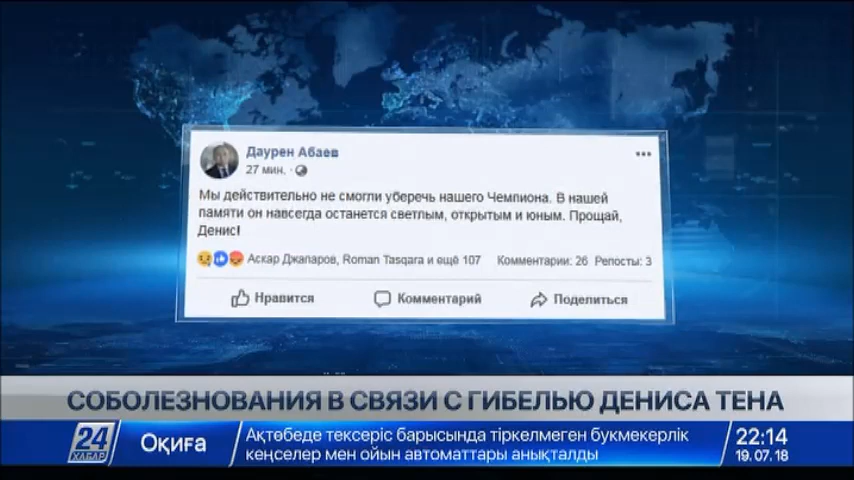 Даурен Абаев
27 мин.
Мы действительно не смогли уберечь нашего Чемпиона. В нашей
памяти он навсегда останется светлым, открытым и юным. Прощай,
Денис!
Аскар Джапаров, Roman Tasqara и ещё 107 Комментарии: 26 Репосты: 3
Нравится Комментарий Поделиться
СОБОЛЕЗНОВАНИЯ В СВЯЗИ С ГИБЕЛЬЮ ДЕНИСА ТЕНА
24
ХАБАР
Оқиға
Ақтөбеде тексеріс барысында тіркелмеген букмекерлік
кеңселер мен ойын автоматтары анықталды
22:14
19.07.18